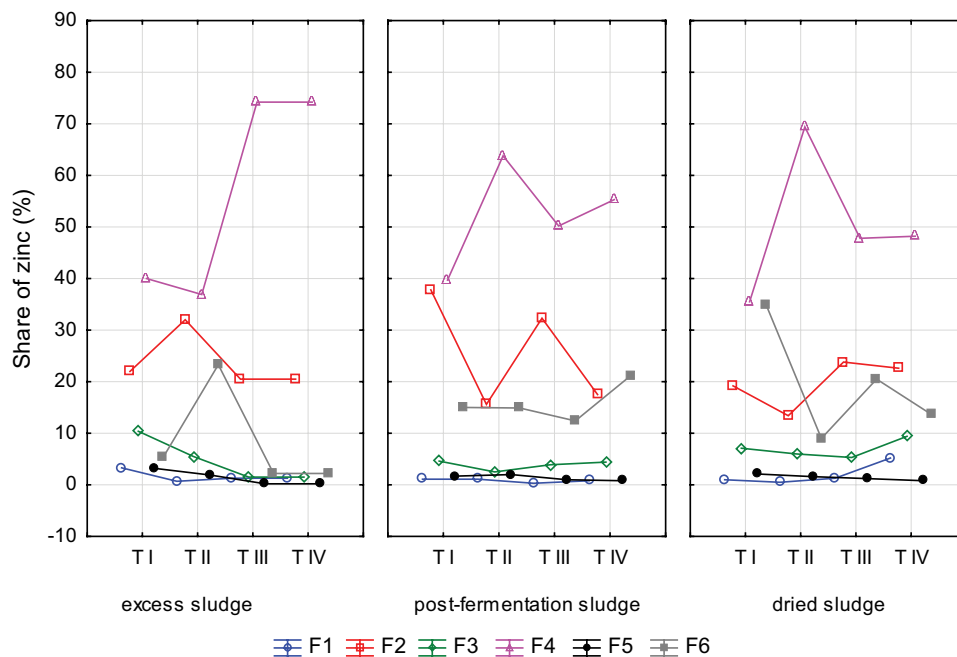 Share of zinc (%)
90
80
70
60
50
40
30
20
10
0
-10
T I T II T III T IV T I T II T III T IV T I T II T III T IV
excess sludge post-fermentation sludge dried sludge
F1 F2 F3 F4 F5 F6